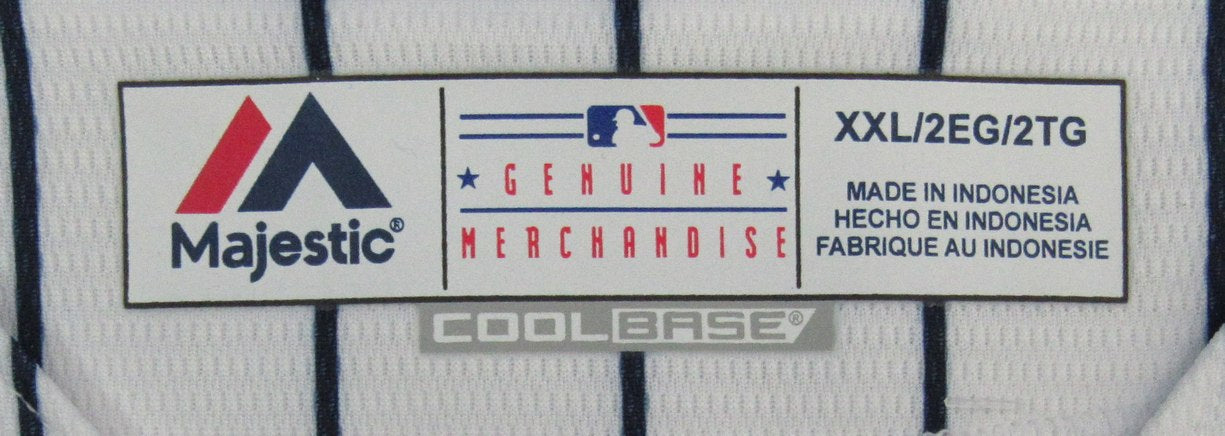 Majestic®
GENUINE
MERCHANDISE
XXL/2EG/2TG
MADE IN INDONESIA
HECHO EN INDONESIA
FABRIQUE AU INDONESIE
COOLBASE®